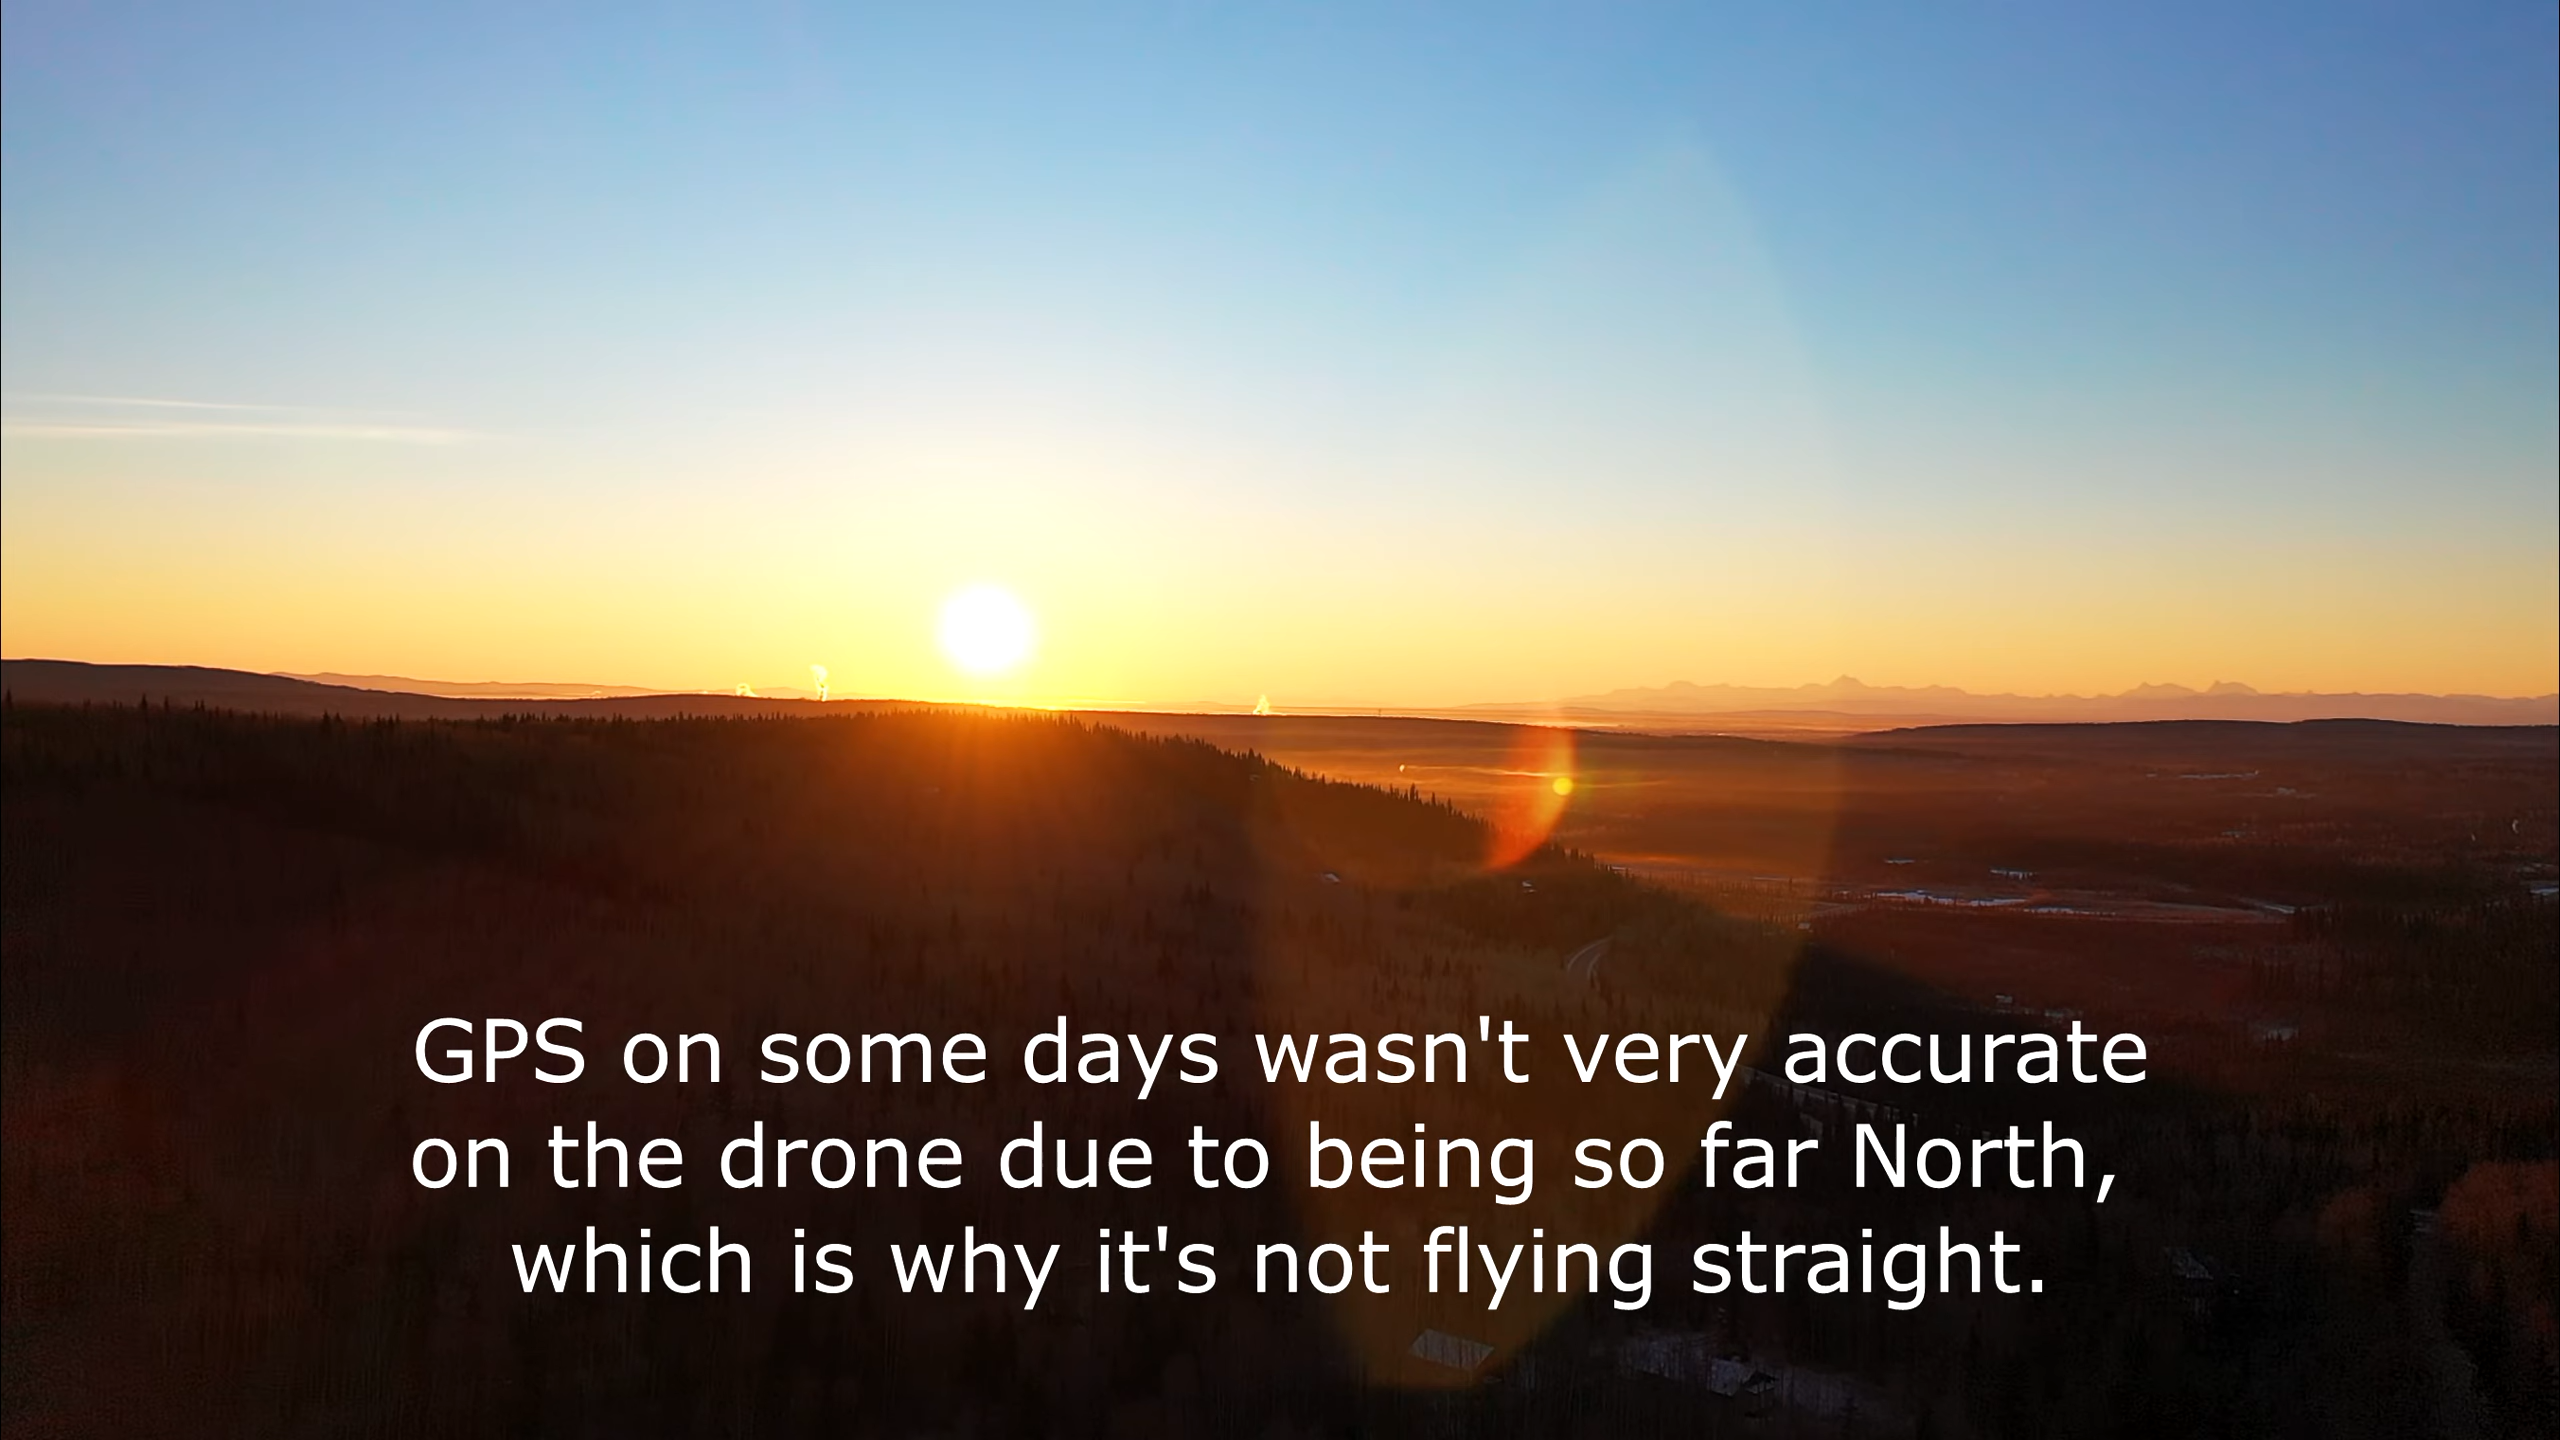 GPS on some days wasn't very accurate
on the drone due to being so far North,
which is why it's not flying straight.